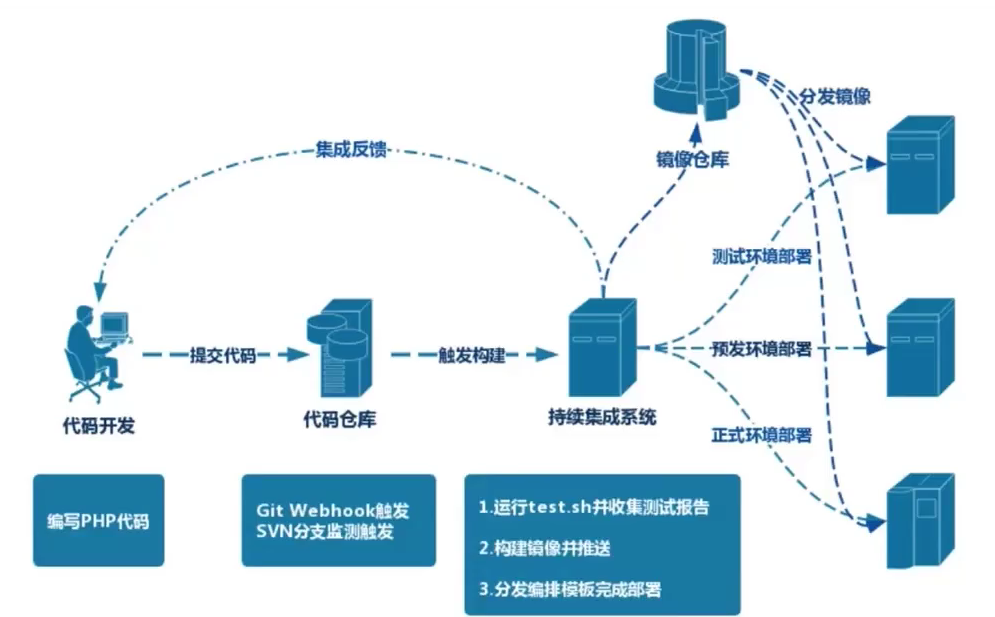 分发镜像
集成反馈
镜像仓库
测试环境部署
提交代码
触发构建
预发环境部署
代码开发
代码仓库
持续集成系统
正式环境部署
编写PHP代码
Git Webhook触发
SVN分支监测触发
1.运行test.sh并收集测试报告
2.构建镜像并推送
3.分发编排模板完成部署